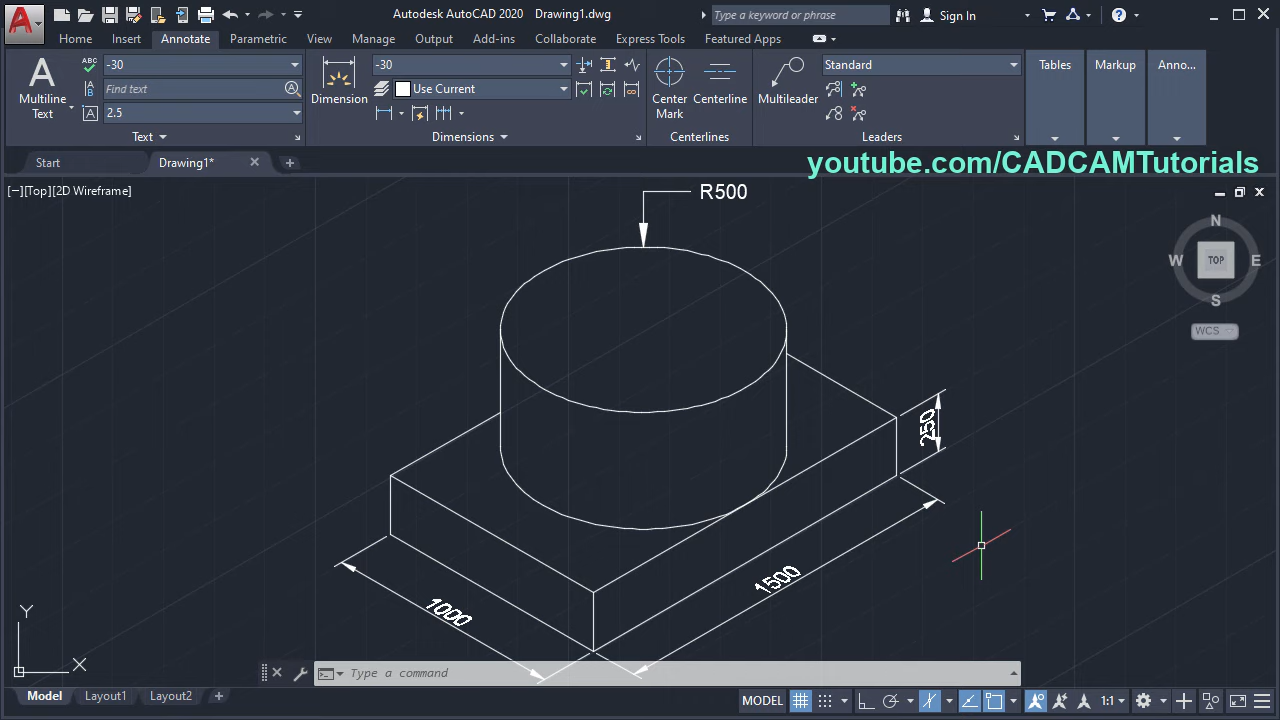 Autodesk AutoCAD 2020 Drawing1.dwg
Type a keyword or phrase
Sign In
Home Insert Annotate Parametric View Manage Output Add-ins Collaborate Express Tools Featured Apps
Multiline Text
ABC
-30
Find text
2.5
Text
Dimension
-30
Use Current
Dimensions
Center Mark
Centerline
Centerlines
Multileader
Standard
Leaders
Tables
Markup
Anno...
Start
Drawing1*
youtube.com/CADCAMTutorials
[−][Top][2D Wireframe]
R500
N
W TOP E
S
WCS
250
1500
1000
Y
X
Type a command
Model Layout1 Layout2
MODEL
1:1